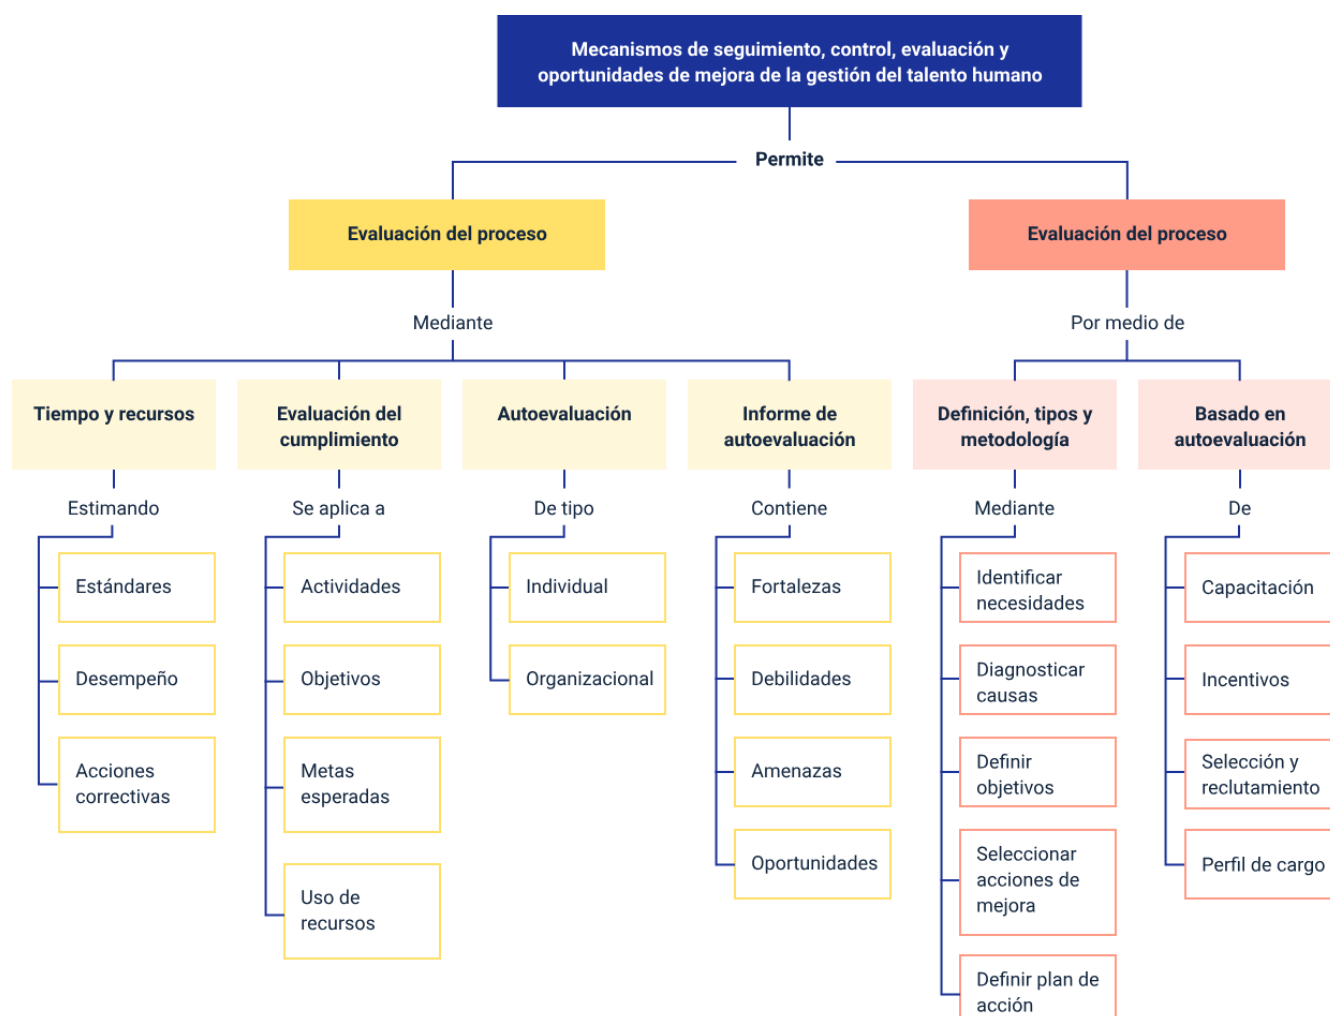 Mecanismos de seguimiento, control, evaluación y
oportunidades de mejora de la gestión del talento humano
Permite
Evaluación del proceso
Evaluación del proceso
Mediante
Por medio de
Tiempo y recursos
Evaluación del
cumplimiento
Autoevaluación
Informe de
autoevaluación
Definición, tipos y
metodología
Basado en
autoevaluación
Estimando
Se aplica a
De tipo
Contiene
Mediante
De
Estándares
Desempeño
Acciones
correctivas
Actividades
Objetivos
Metas
esperadas
Uso de
recursos
Individual
Organizacional
Fortalezas
Debilidades
Amenazas
Oportunidades
Identificar
necesidades
Diagnosticar
causas
Definir
objetivos
Seleccionar
acciones de
mejora
Definir plan de
acción
Capacitación
Incentivos
Selección y
reclutamiento
Perfil de cargo